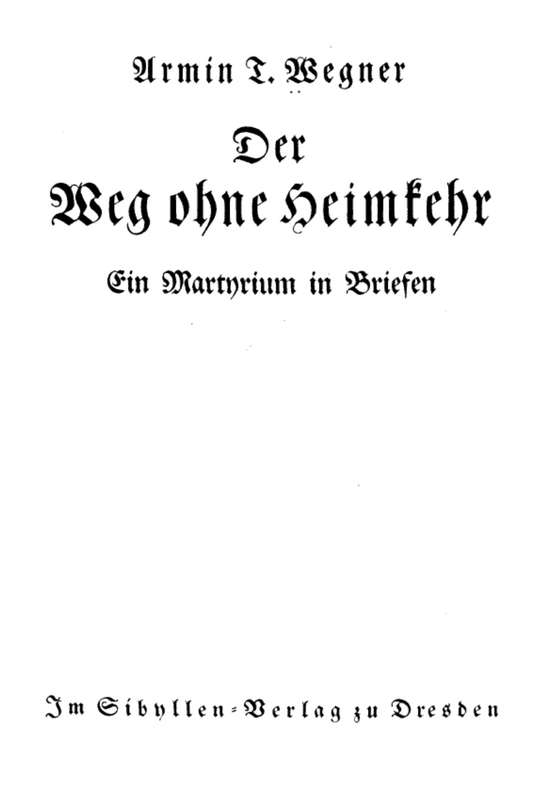 Armin T. Wegner
Der
Weg ohne Heimkehr
Ein Martyrium in Briefen
Im Sibyllen-Verlag zu Dresden